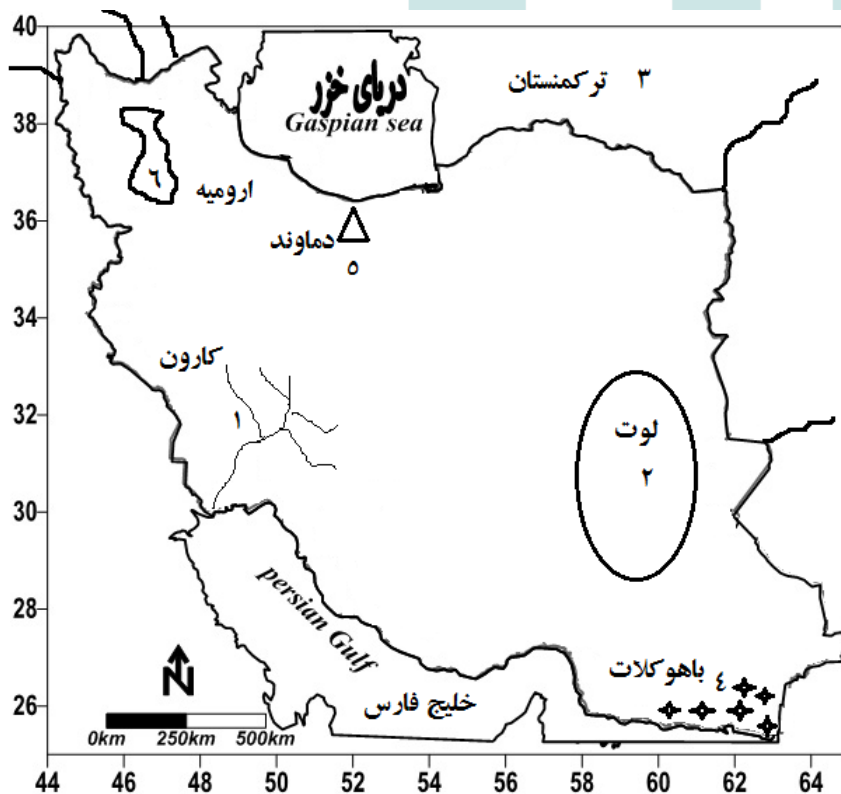 40
دریای خزر
Gaspian sea
۳ ترکمنستان
38
٦
ارومیه
36
دماوند
٥
34
کارون
32
۱
لوت
۲
30
28
persian Gulf
باهوکلات ٤
خلیج فارس
26
N
0km 250km 500km
44 46 48 50 52 54 56 58 60 62 64